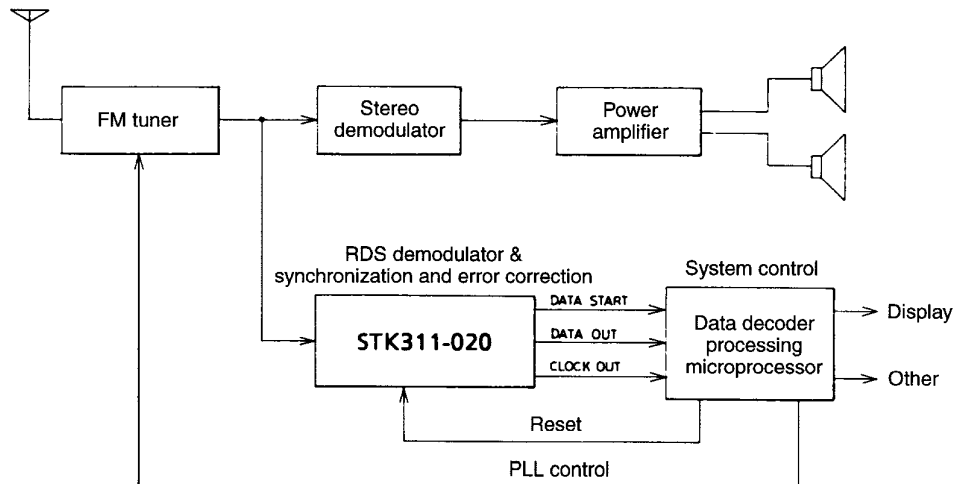 FM tuner
Stereo
demodulator
Power
amplifier
RDS demodulator &
synchronization and error correction
System control
STK311-020
DATA START
DATA OUT
CLOCK OUT
Data decoder
processing
microprocessor
Display
Other
Reset
PLL control